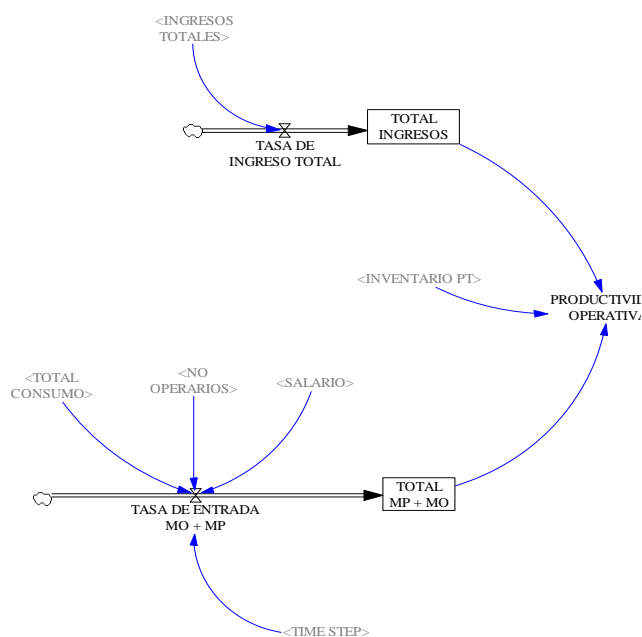 <INGRESOS
TOTALES>
TOTAL
INGRESOS
TASA DE
INGRESO TOTAL
<INVENTARIO PT>
PRODUCTIVID
OPERATIVA
<TOTAL
CONSUMO>
<NO
OPERARIOS>
<SALARIO>
TOTAL
MP + MO
TASA DE ENTRADA
MO + MP
<TIME STEP>